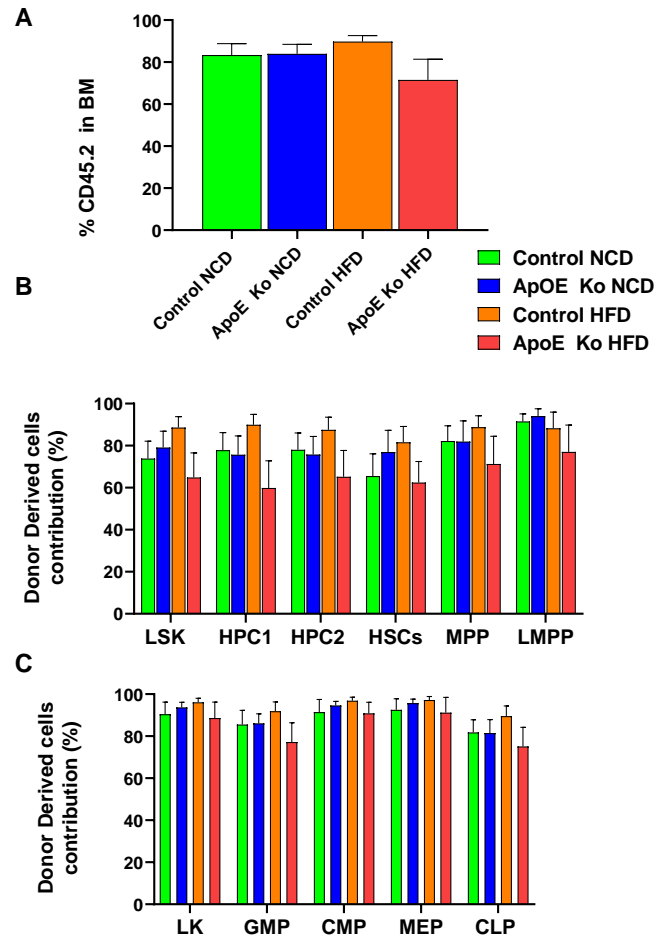 A
% CD45.2 in BM
100
80
60
40
20
0
Control NCD
ApoE Ko NCD
Control HFD
ApoE Ko HFD
Control NCD
ApOE Ko NCD
Control HFD
ApoE Ko HFD
B
Donor Derived cells
contribution (%)
100
80
60
40
20
0
LSK HPC1 HPC2 HSCs MPP LMPP
C
Donor Derived cells
contribution (%)
100
80
60
40
20
0
LK GMP CMP MEP CLP